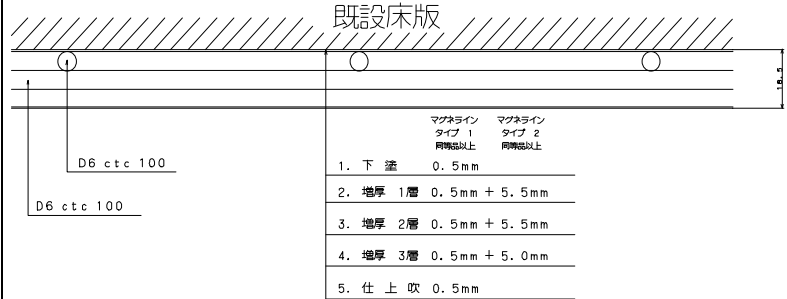 既設床版
18.5
マグネライン マグネライン
タイプ 1 タイプ 2
同等品以上 同等品以上
D6 ctc 100
1. 下 塗 0.5mm
2. 増厚 1層 0.5mm + 5.5mm
D6 ctc 100
3. 増厚 2層 0.5mm + 5.5mm
4. 増厚 3層 0.5mm + 5.0mm
5. 仕 上 吹 0.5mm